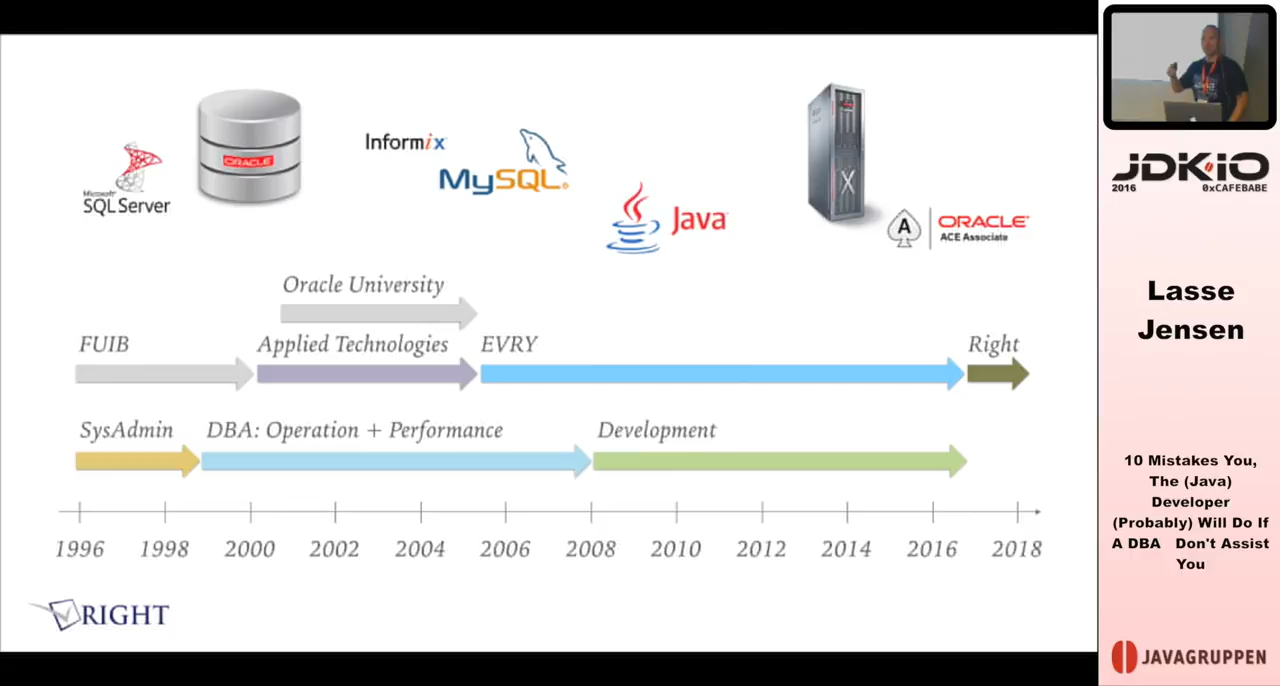 Microsoft®
SQL Server
ORACLE
Informix
MySQL®
Java
X
A
ORACLE®
ACE Associate
Oracle University
FUIB
Applied Technologies
EVRY
Right
SysAdmin
DBA: Operation + Performance
Development
1996
1998
2000
2002
2004
2006
2008
2010
2012
2014
2016
2018
RIGHT
JDKIO
2016
0xCAFEBABE
Lasse
Jensen
10 Mistakes You,
The (Java)
Developer
(Probably) Will Do If
A DBA Don't Assist
You
JAVAGRUPPEN